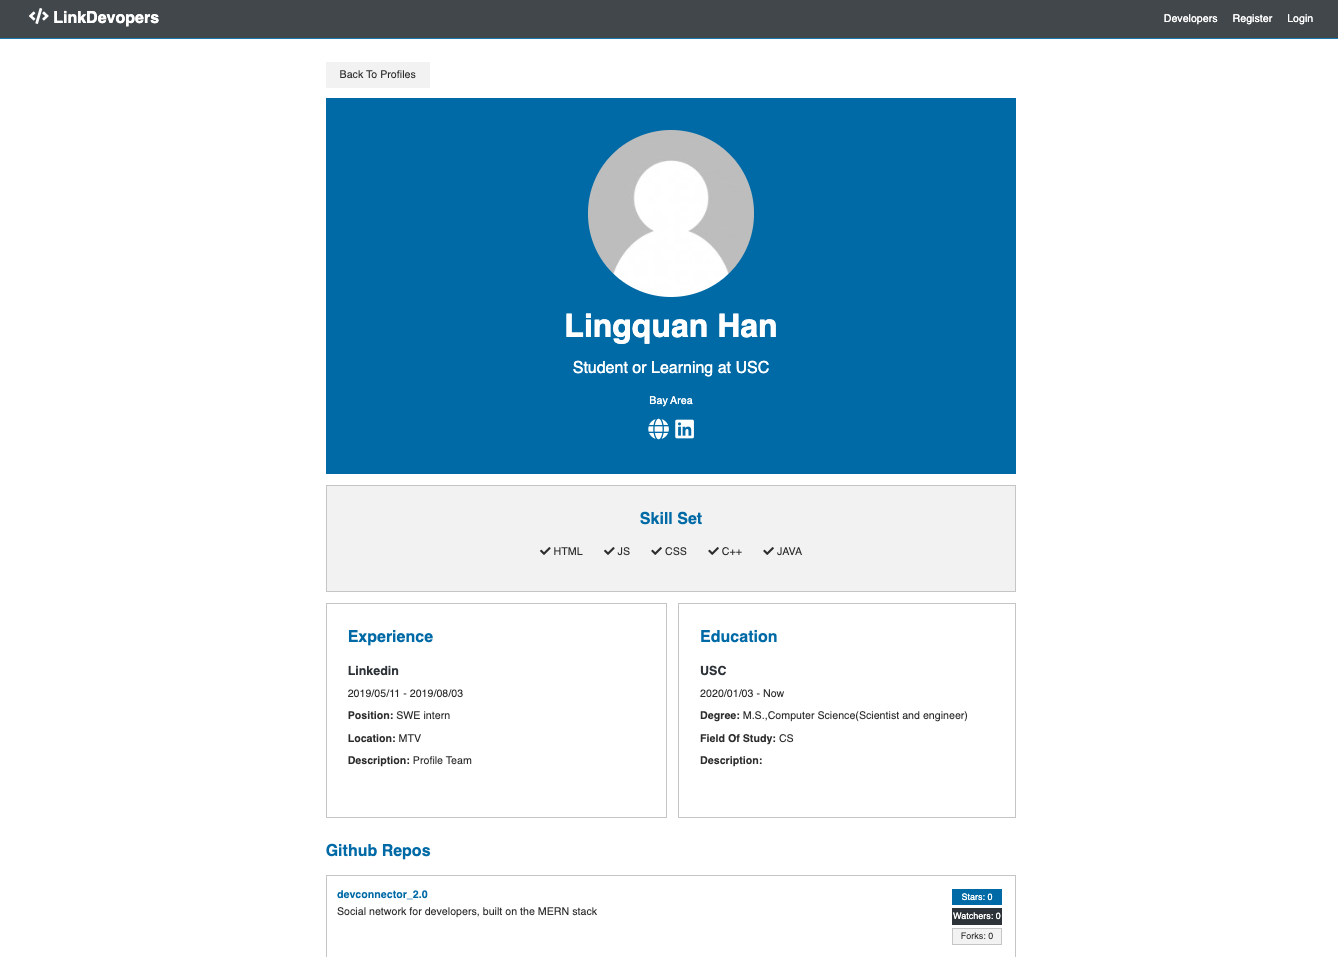 LinkDevopers
Developers Register Login
Back To Profiles
Lingquan Han
Student or Learning at USC
Bay Area
Skill Set
HTML JS CSS C++ JAVA
Experience
Linkedin
2019/05/11 - 2019/08/03
Position: SWE intern
Location: MTV
Description: Profile Team
Education
USC
2020/01/03 - Now
Degree: M.S.,Computer Science(Scientist and engineer)
Field Of Study: CS
Description:
Github Repos
devconnector_2.0
Social network for developers, built on the MERN stack
Stars: 0
Watchers: 0
Forks: 0